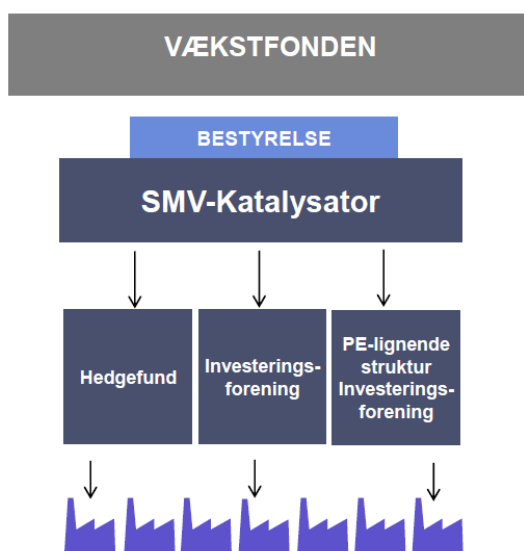 VÆKSTFONDEN
BESTYRELSE
SMV-Katalysator
Hedgefund
Investerings-
forening
PE-lignende
struktur
Investerings-
forening